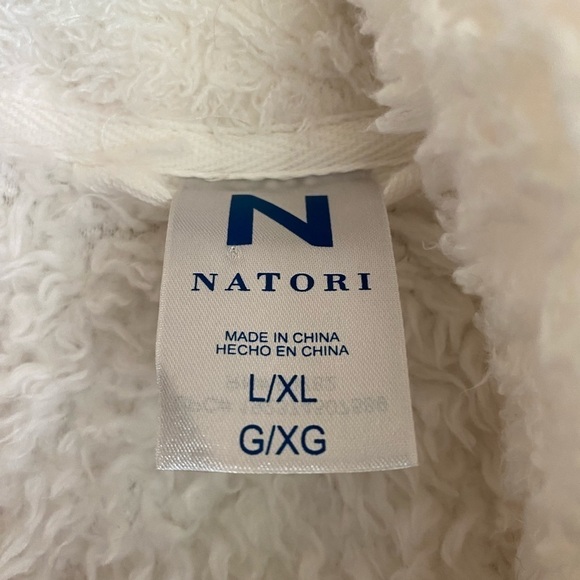 N
NATORI
MADE IN CHINA
HECHO EN CHINA
L/XL
G/XG